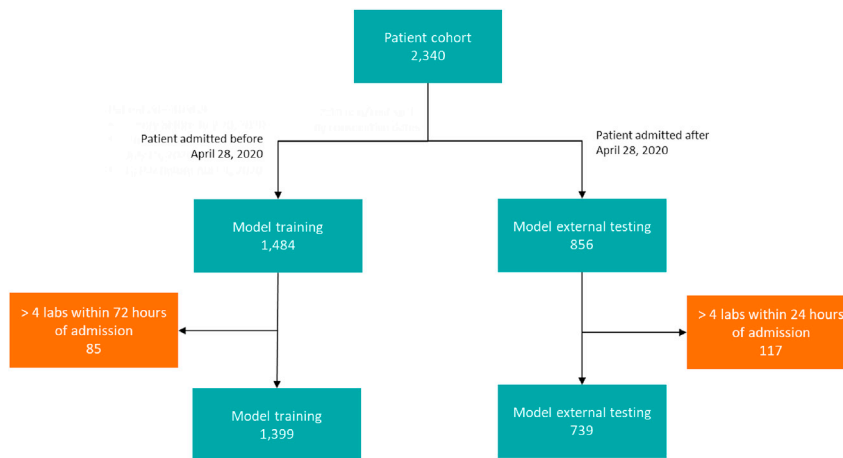 Patient cohort
2,340
Patient admitted before
April 28, 2020
Patient admitted after
April 28, 2020
Model training
1,484
Model external testing
856
> 4 labs within 72 hours
of admission
85
> 4 labs within 24 hours
of admission
117
Model training
1,399
Model external testing
739